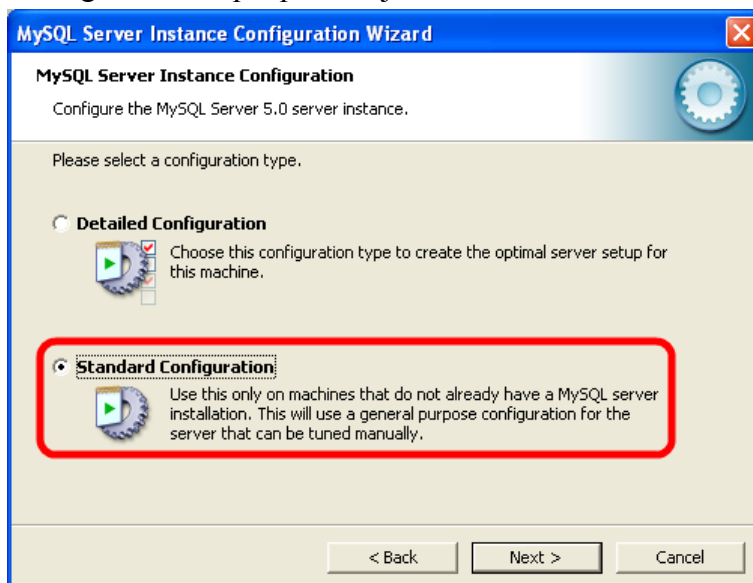 MySQL Server Instance Configuration Wizard
MySQL Server Instance Configuration
Configure the MySQL Server 5.0 server instance.
Please select a configuration type.
Detailed Configuration
Choose this configuration type to create the optimal server setup for
this machine.
Standard Configuration
Use this only on machines that do not already have a MySQL server
installation. This will use a general purpose configuration for the
server that can be tuned manually.
< Back
Next >
Cancel